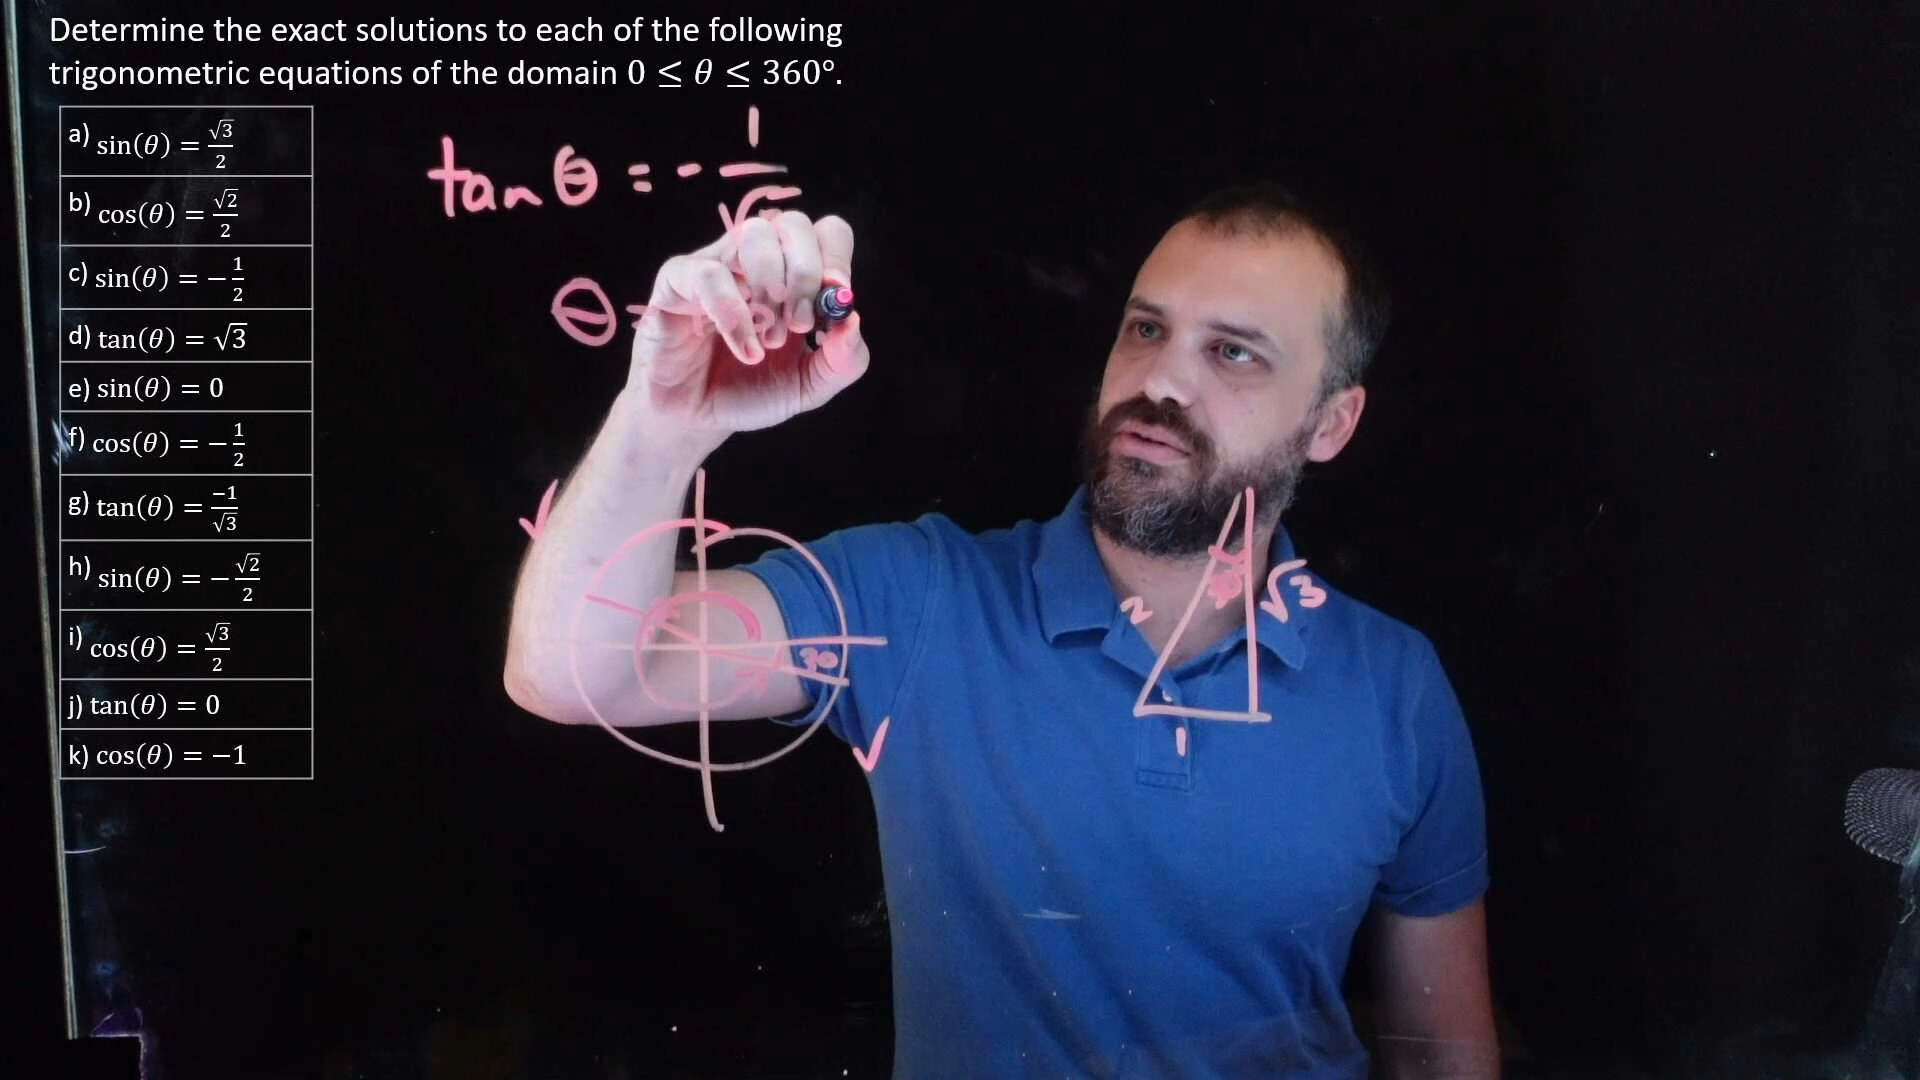 Determine the exact solutions to each of the following
trigonometric equations of the domain 0 ≤ θ ≤ 360°.
a) sin(θ) = √3/2
b) cos(θ) = √2/2
c) sin(θ) = −1/2
d) tan(θ) = √3
e) sin(θ) = 0
f) cos(θ) = −1/2
g) tan(θ) = −1/√3
h) sin(θ) = −√2/2
i) cos(θ) = √3/2
j) tan(θ) = 0
k) cos(θ) = −1
tan θ = - 1/√
θ =
30
2
30
√3
1